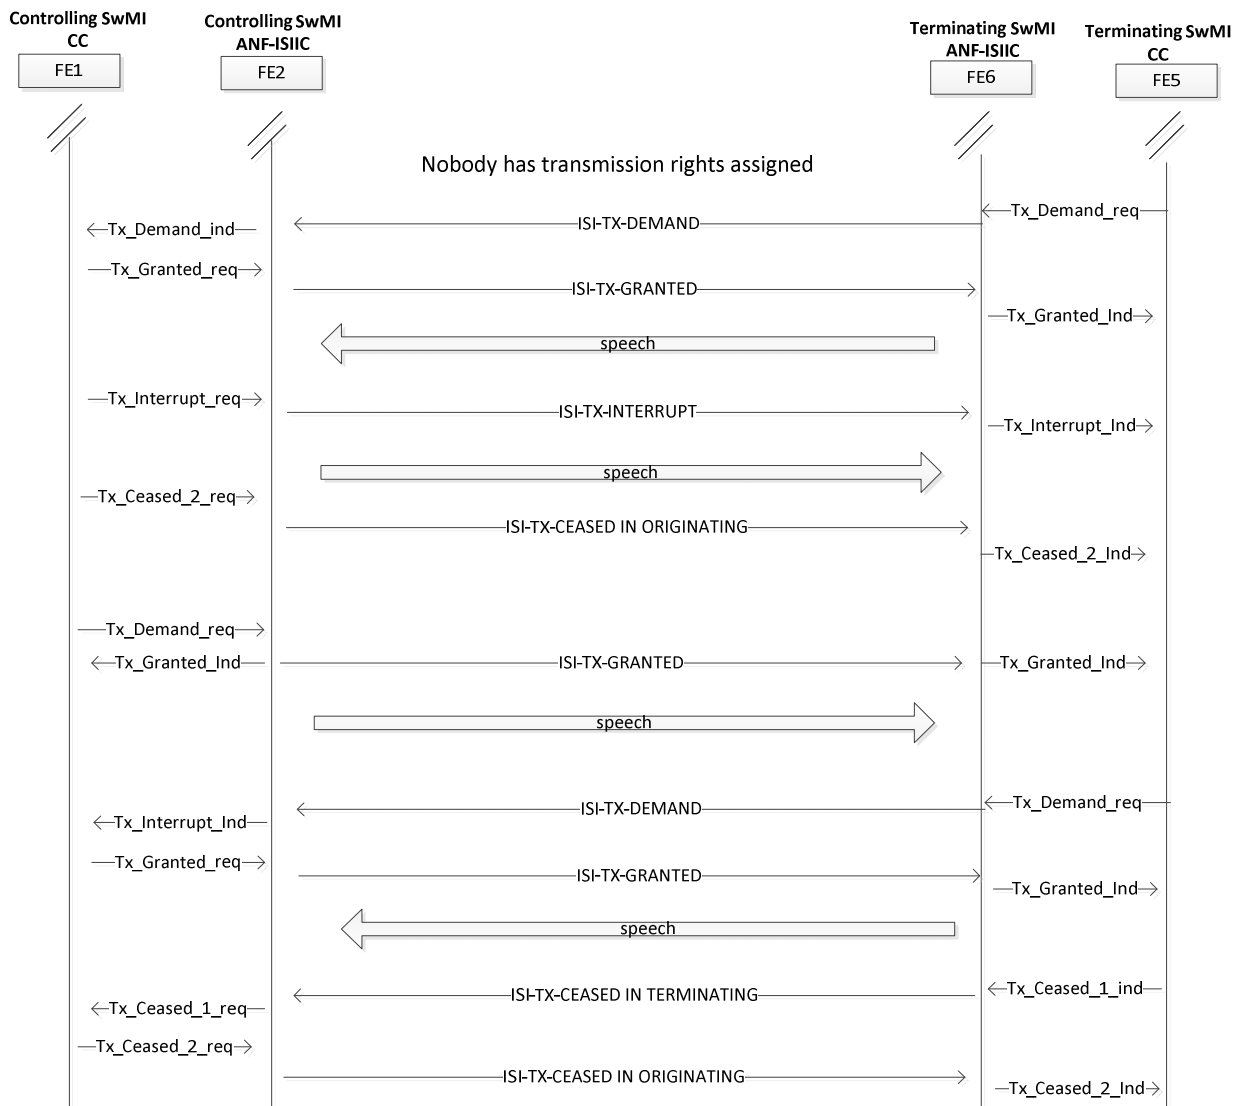 Controlling SwMI
CC
FE1
Controlling SwMI
ANF-ISIIC
FE2
Terminating SwMI
ANF-ISIIC
FE6
Terminating SwMI
CC
FE5
Nobody has transmission rights assigned
Tx_Demand_req
ISI-TX-DEMAND
Tx_Demand_ind
Tx_Granted_req
ISI-TX-GRANTED
Tx_Granted_Ind
speech
Tx_Interrupt_req
ISI-TX-INTERRUPT
Tx_Interrupt_Ind
speech
Tx_Ceased_2_req
ISI-TX-CEASED IN ORIGINATING
Tx_Ceased_2_Ind
Tx_Demand_req
Tx_Granted_Ind
ISI-TX-GRANTED
Tx_Granted_Ind
speech
Tx_Demand_req
ISI-TX-DEMAND
Tx_Interrupt_Ind
Tx_Granted_req
ISI-TX-GRANTED
Tx_Granted_Ind
speech
Tx_Ceased_1_ind
ISI-TX-CEASED IN TERMINATING
Tx_Ceased_1_req
Tx_Ceased_2_req
ISI-TX-CEASED IN ORIGINATING
Tx_Ceased_2_Ind